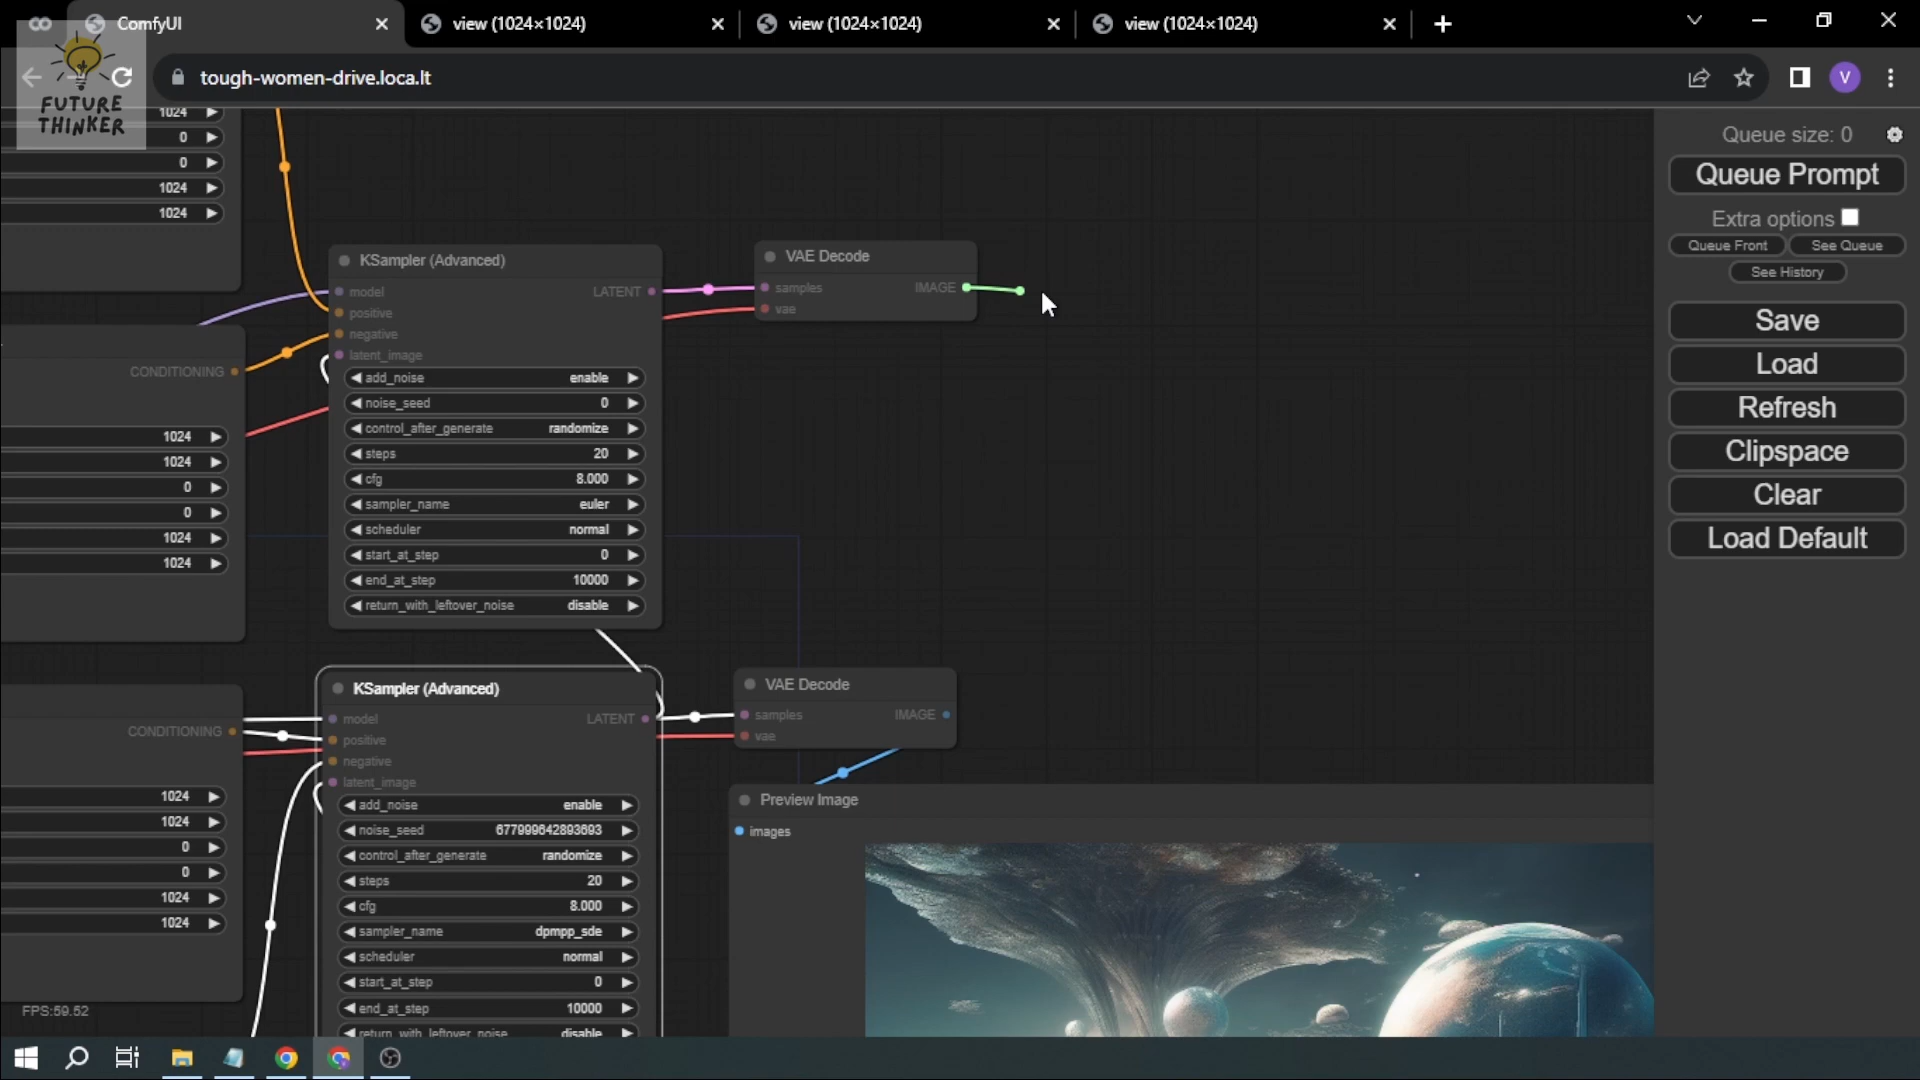 ComfyUI
view (1024×1024)
view (1024×1024)
view (1024×1024)
tough-women-drive.loca.lt
V
FUTURE
THINKER
1024
0
0
1024
1024
CONDITIONING
1024
1024
0
0
1024
1024
CONDITIONING
1024
1024
0
0
1024
1024
FPS:59.52
KSampler (Advanced)
model LATENT
positive
negative
latent_image
add_noise enable
noise_seed 0
control_after_generate randomize
steps 20
cfg 8.000
sampler_name euler
scheduler normal
start_at_step 0
end_at_step 10000
return_with_leftover_noise disable
VAE Decode
samples IMAGE
vae
KSampler (Advanced)
model LATENT
positive
negative
latent_image
add_noise enable
noise_seed 677999642893693
control_after_generate randomize
steps 20
cfg 8.000
sampler_name dpmpp_sde
scheduler normal
start_at_step 0
end_at_step 10000
return_with_leftover_noise disable
VAE Decode
samples IMAGE
vae
Preview Image
images
Queue size: 0
Queue Prompt
Extra options
Queue Front See Queue
See History
Save
Load
Refresh
Clipspace
Clear
Load Default